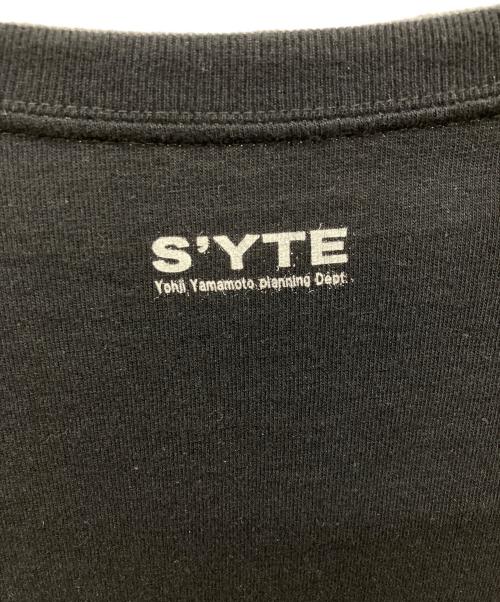 S'YTE
Yohji Yamamoto planning Dept.